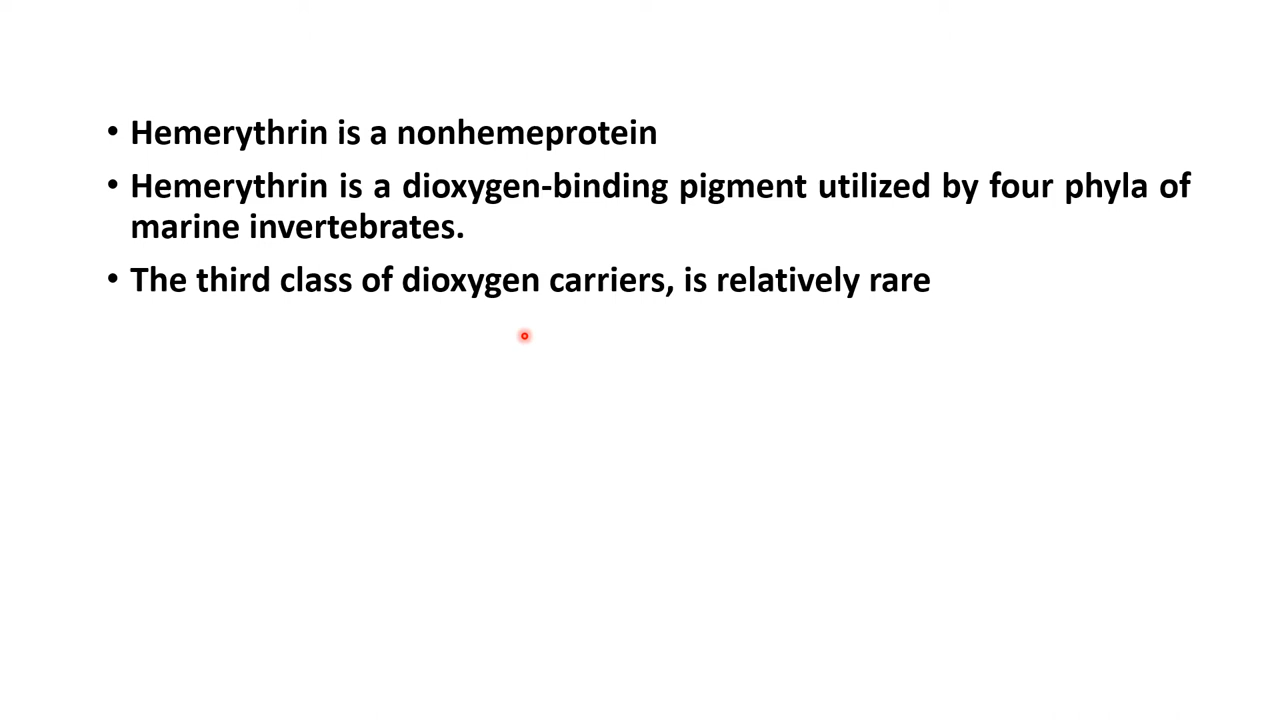 • Hemerythrin is a nonhemeprotein
• Hemerythrin is a dioxygen-binding pigment utilized by four phyla of
marine invertebrates.
• The third class of dioxygen carriers, is relatively rare